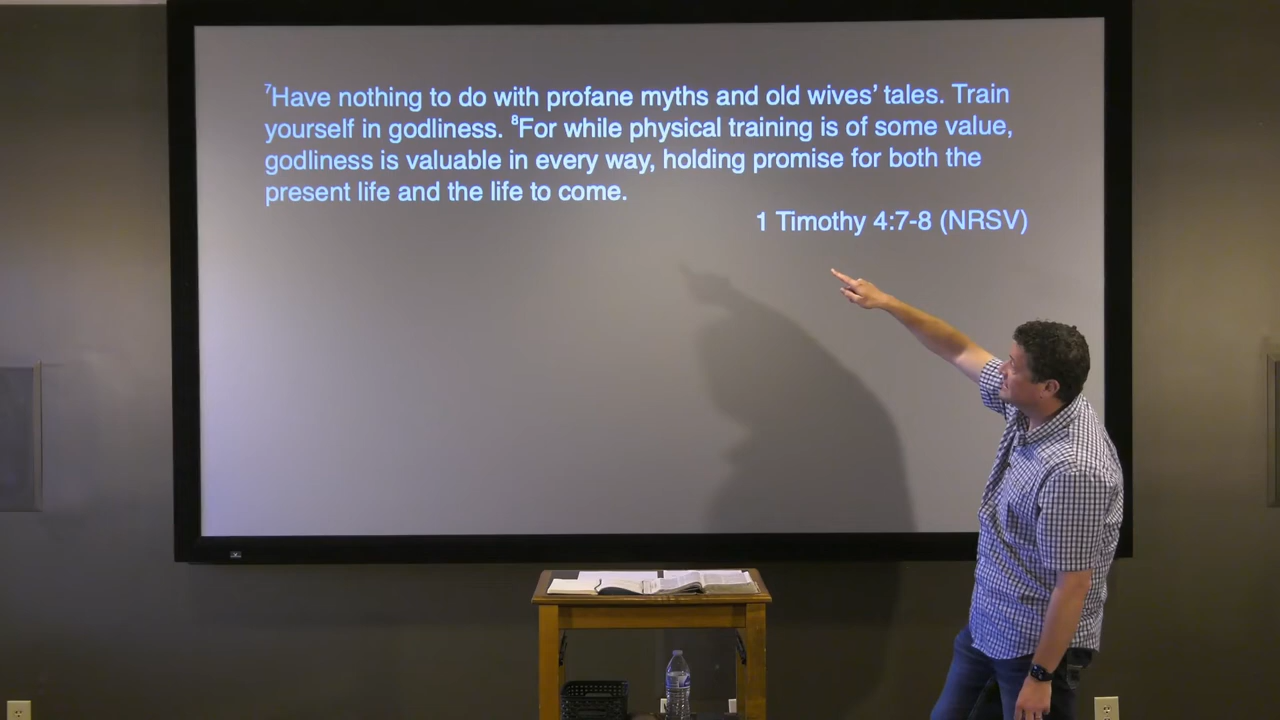 ⁷Have nothing to do with profane myths and old wives’ tales. Train
yourself in godliness. ⁸For while physical training is of some value,
godliness is valuable in every way, holding promise for both the
present life and the life to come.
1 Timothy 4:7-8 (NRSV)